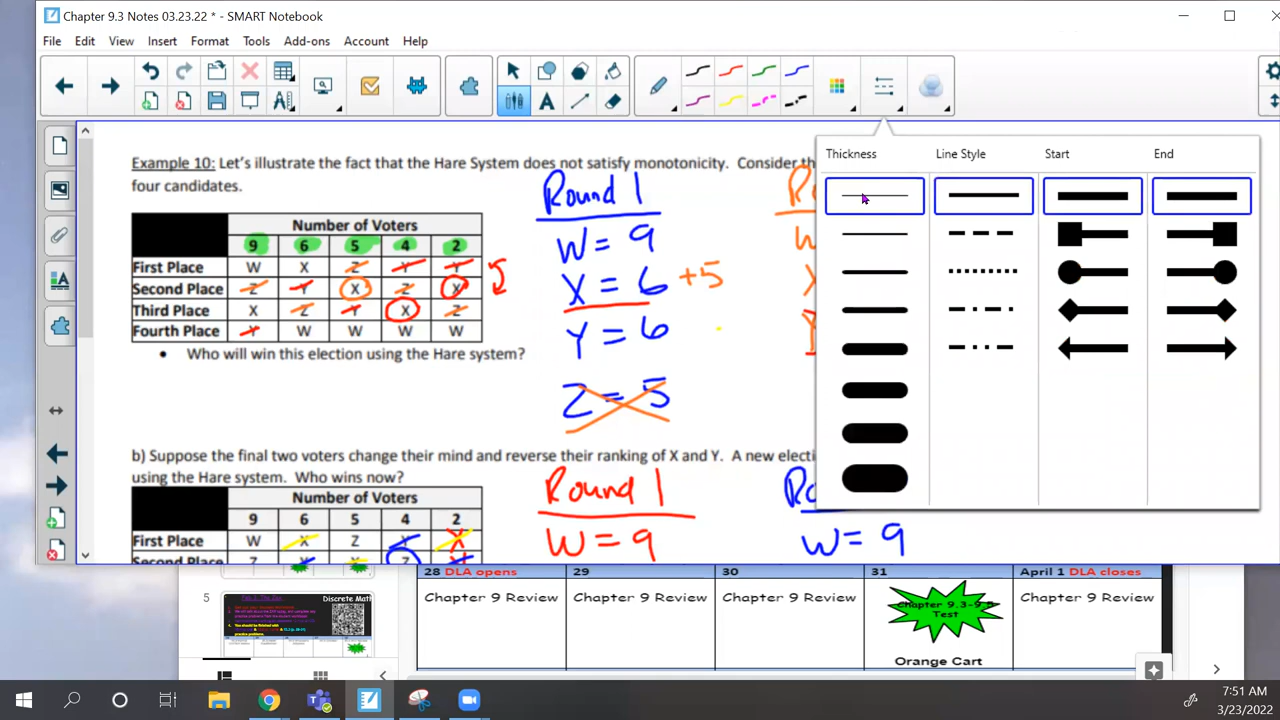 Chapter 9.3 Notes 03.23.22 * - SMART Notebook
File Edit View Insert Format Tools Add-ons Account Help
Thickness Line Style Start End
Example 10: Let's illustrate the fact that the Hare System does not satisfy monotonicity. Consider th
four candidates.
Number of Voters
9 6 5 4 2
First Place W X Z Y Y
Second Place Z Y X Z X
Third Place X Z Y X Z
Fourth Place Y W W W W
Round 1
W = 9
X = 6 +5
Y = 6
Z = 5
• Who will win this election using the Hare system?
b) Suppose the final two voters change their mind and reverse their ranking of X and Y. A new electi
using the Hare system. Who wins now?
Number of Voters
9 6 5 4 2
First Place W X Z Y X
Second Place
Round 1
W = 9
W = 9
28 DLA opens 29 30 31 April 1 DLA closes
Chapter 9 Review Chapter 9 Review Chapter 9 Review Chapter 9.3-9.5 Test Chapter 9 Review
Orange Cart
5
Discrete Math
7:51 AM
3/23/2022